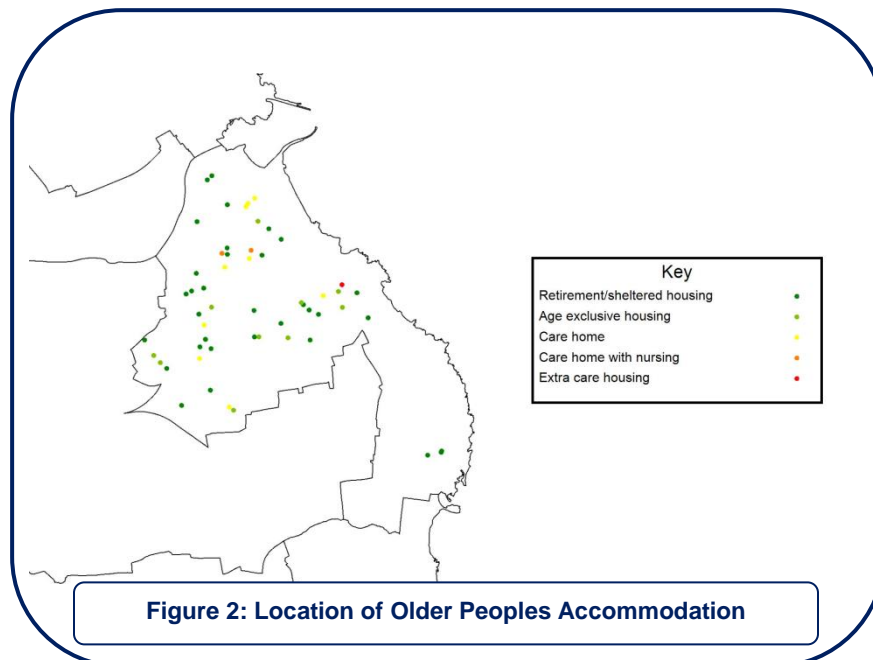 Key
Retirement/sheltered housing
Age exclusive housing
Care home
Care home with nursing
Extra care housing
Figure 2: Location of Older Peoples Accommodation